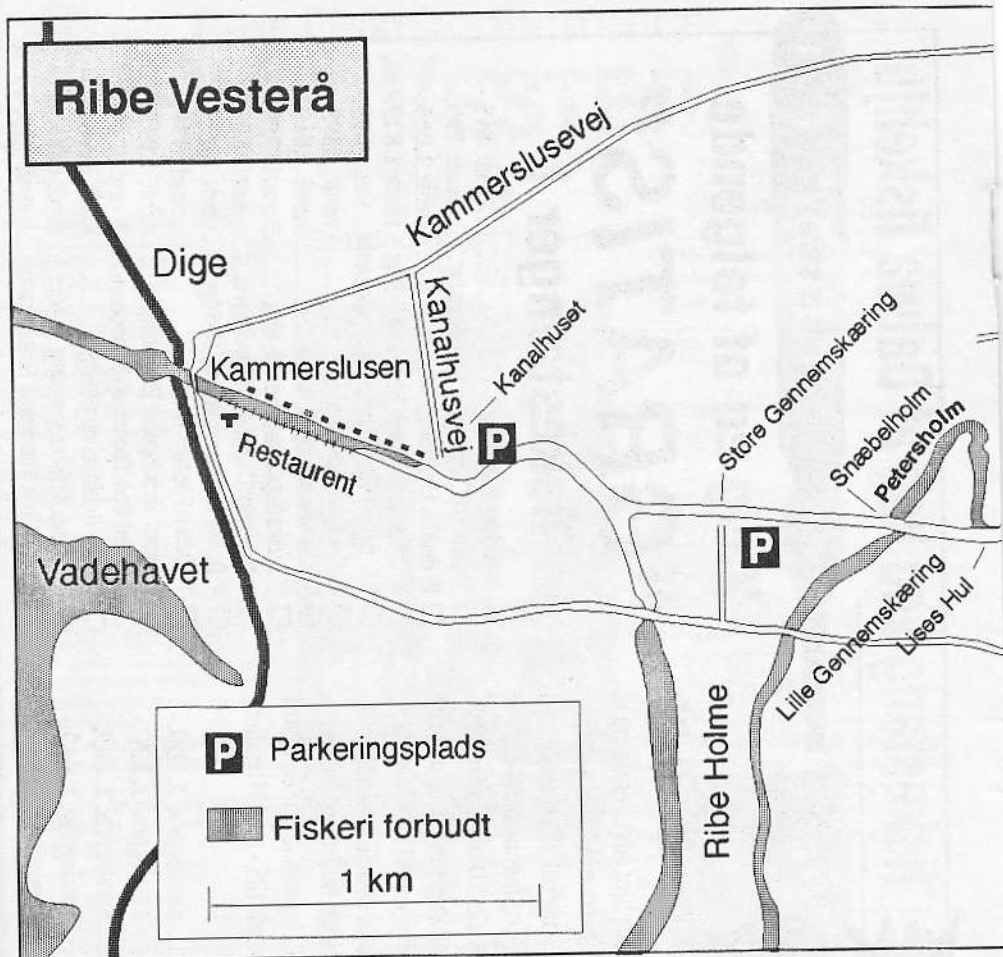 Ribe Vesterå
Kammerslusevej
Dige
Kanalhusvej
Kanalhuset
Kammerslusen
Restaurent
P
Store Gennemskæring
Snæbelholm
Petersholm
P
Vadehavet
Lille Gennemskæring
Lises Hul
Ribe Holme
P Parkeringsplads
Fiskeri forbudt
1 km